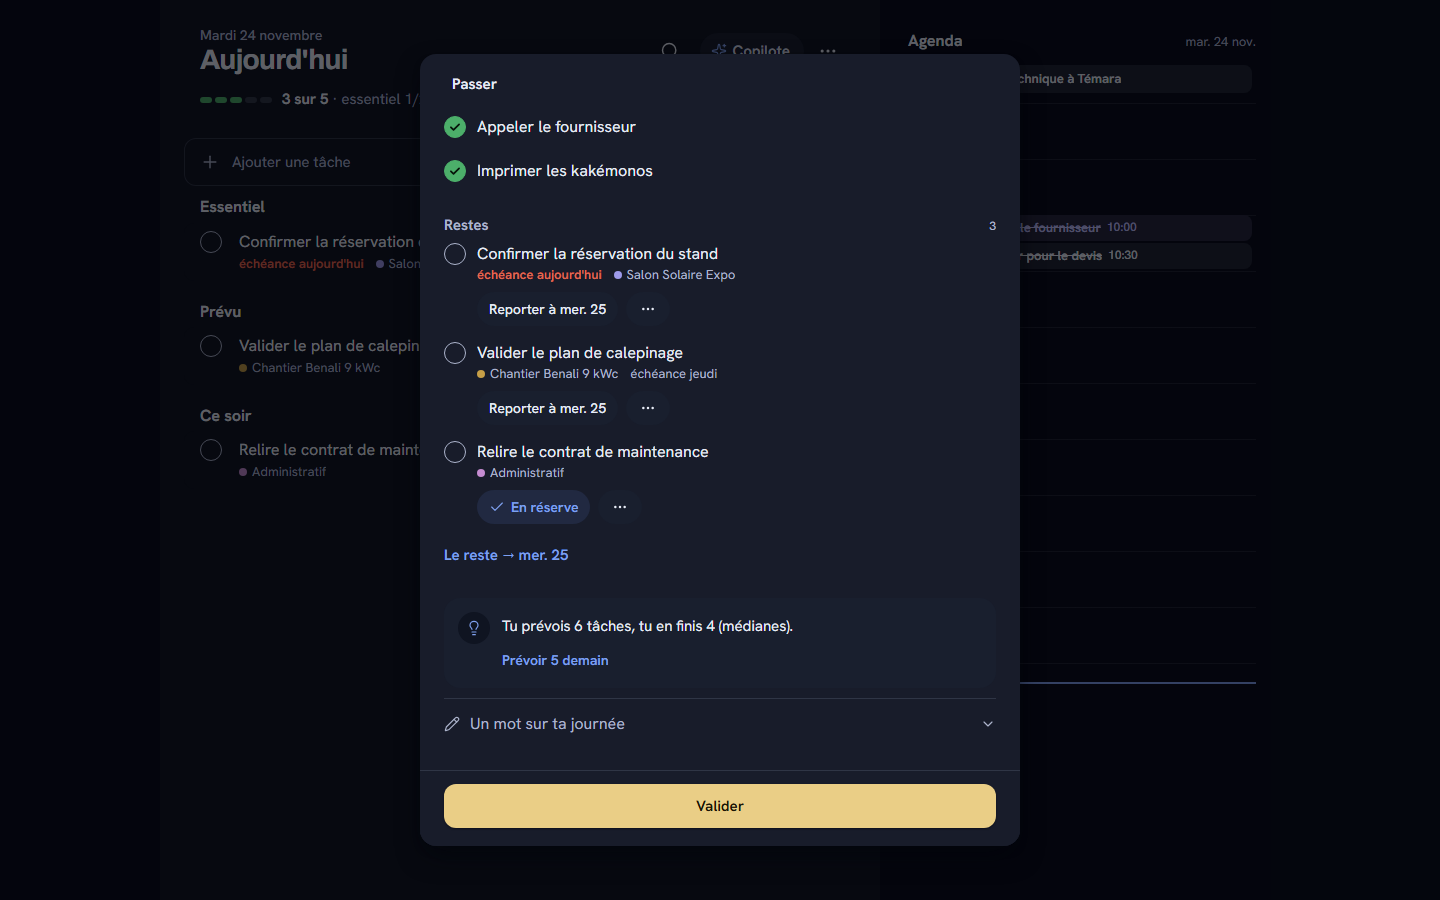 Mardi 24 novembre
Aujourd'hui
3 sur 5 · essentiel 1/
Ajouter une tâche
Essentiel
Confirmer la réservation
échéance aujourd'hui
Salon
Prévu
Valider le plan de calepin
Chantier Benali 9 kWc
Ce soir
Relire le contrat de maint
Administratif
Copilote
Passer
Appeler le fournisseur
Imprimer les kakémonos
Restes 3
Confirmer la réservation du stand
échéance aujourd'hui Salon Solaire Expo
Reporter à mer. 25 ...
Valider le plan de calepinage
Chantier Benali 9 kWc échéance jeudi
Reporter à mer. 25 ...
Relire le contrat de maintenance
Administratif
En réserve ...
Le reste → mer. 25
Tu prévois 6 tâches, tu en finis 4 (médianes).
Prévoir 5 demain
Un mot sur ta journée
Valider
Agenda mar. 24 nov.
chnique à Témara
le fournisseur 10:00
pour le devis 10:30